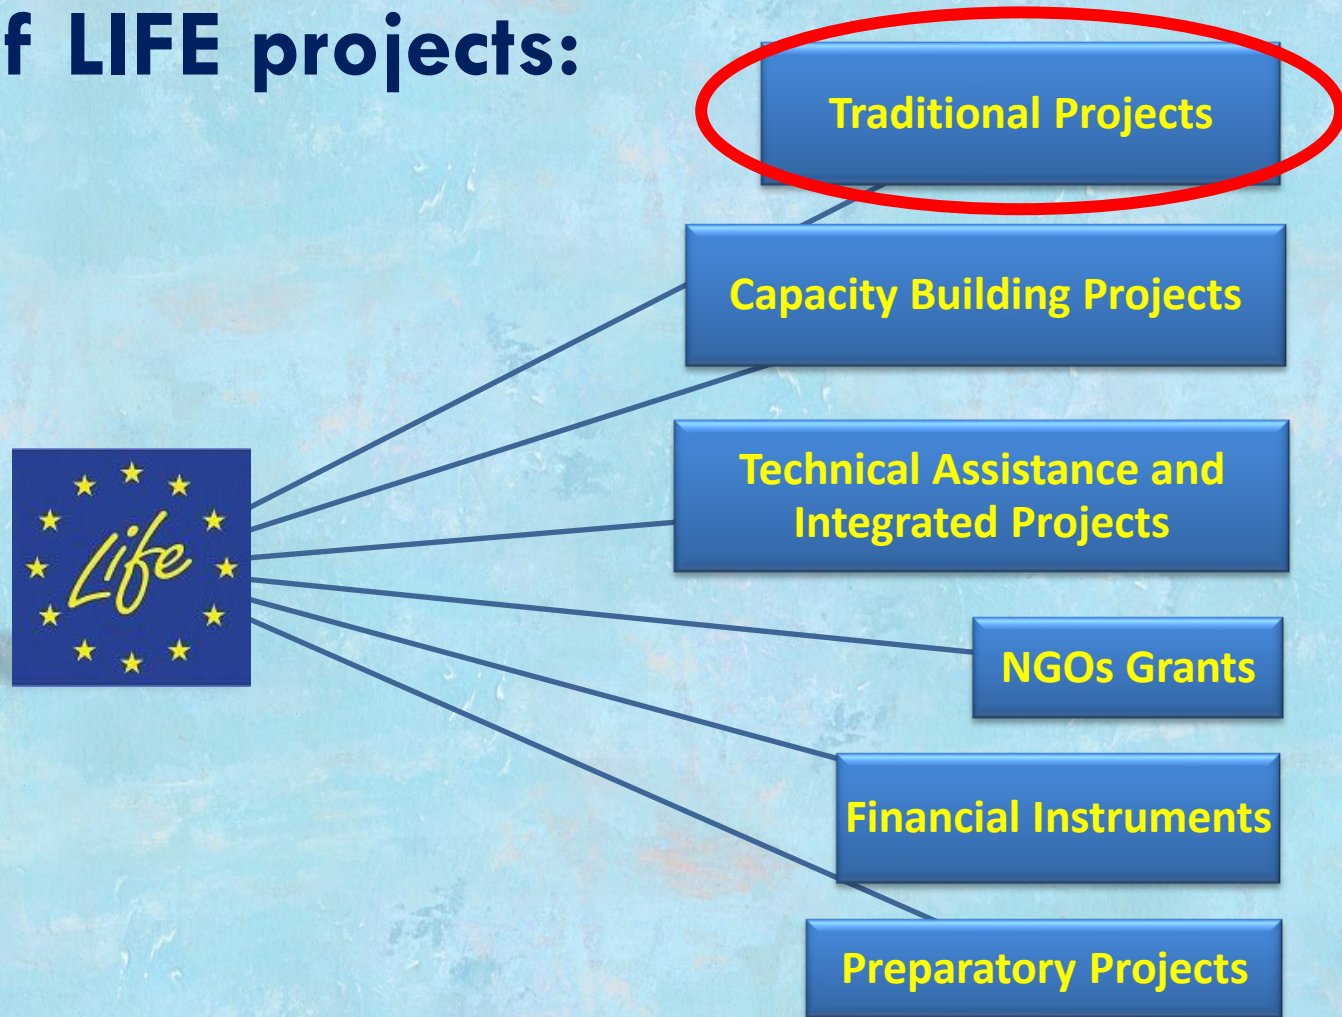 f LIFE projects:
Traditional Projects
Capacity Building Projects
Technical Assistance and
Integrated Projects
Life
NGOs Grants
Financial Instruments
Preparatory Projects